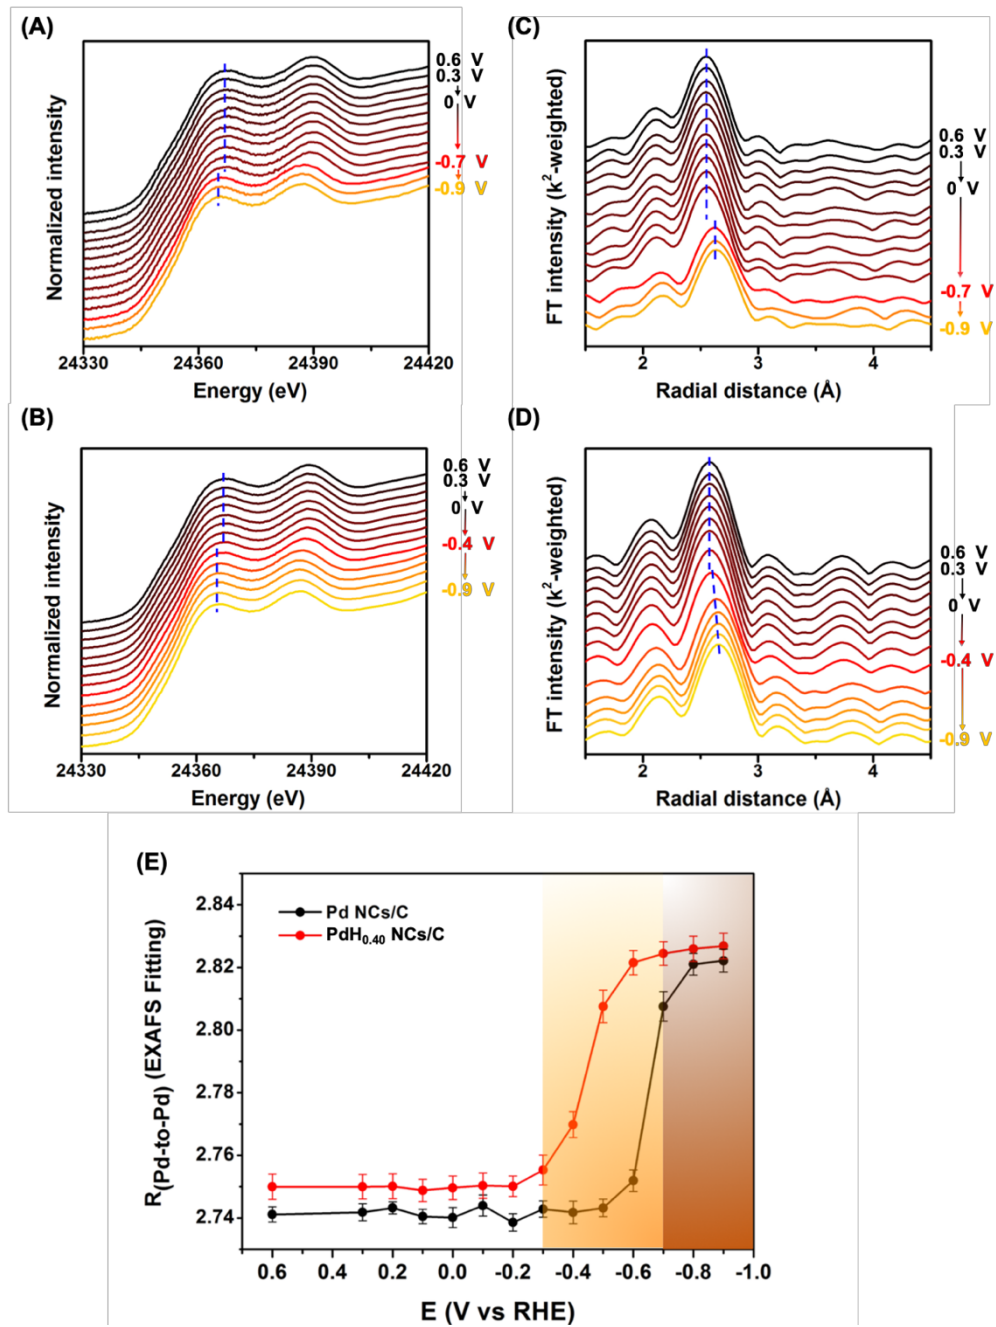 (A)
Normalized intensity
0.6 V
0.3 V
0 V
-0.7 V
-0.9 V
24330 24360 24390 24420
Energy (eV)
(C)
FT intensity (k²-weighted)
0.6 V
0.3 V
0 V
-0.7 V
-0.9 V
2 3 4
Radial distance (Å)
(B)
Normalized intensity
0.6 V
0.3 V
0 V
-0.4 V
-0.9 V
24330 24360 24390 24420
Energy (eV)
(D)
FT intensity (k²-weighted)
0.6 V
0.3 V
0 V
-0.4 V
-0.9 V
2 3 4
Radial distance (Å)
(E)
R(Pd-to-Pd) (EXAFS Fitting)
2.84
2.82
2.80
2.78
2.76
2.74
Pd NCs/C
PdH0.40 NCs/C
0.6 0.4 0.2 0.0 -0.2 -0.4 -0.6 -0.8 -1.0
E (V vs RHE)